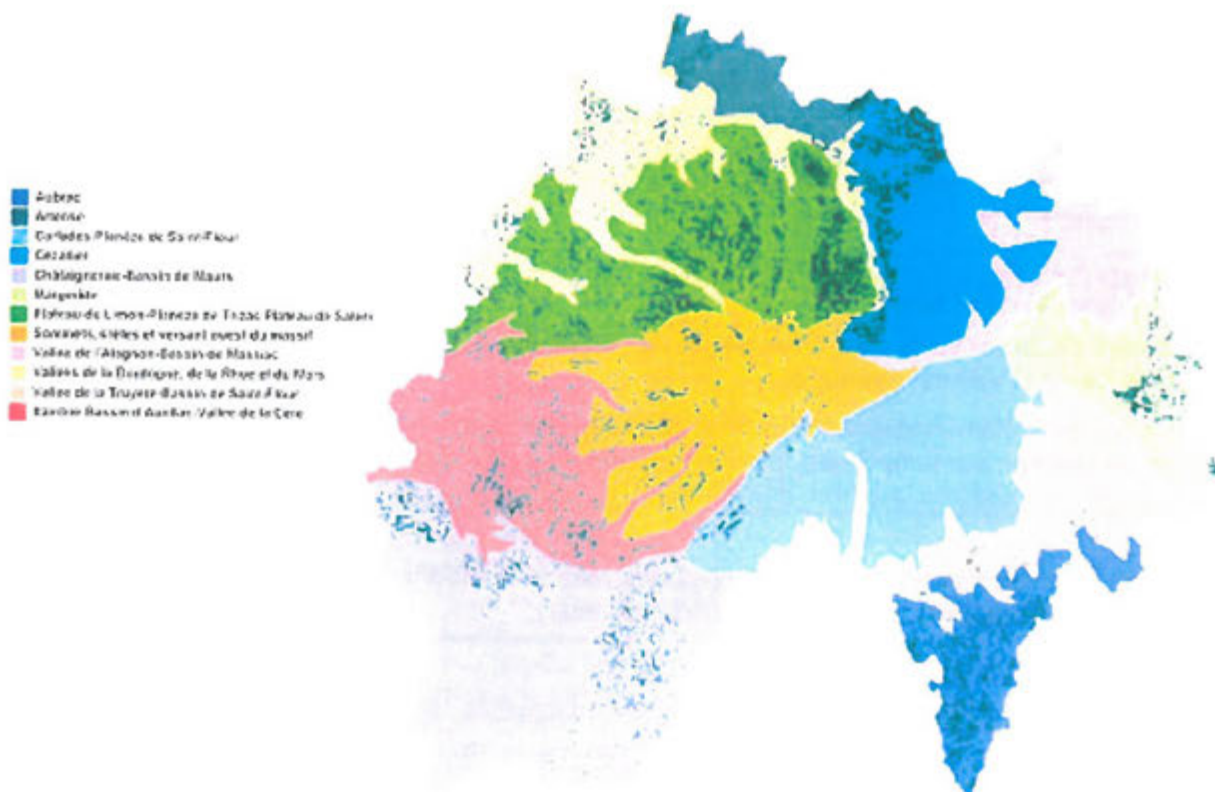 Aubrac
Artense
Carladès-Planèze de Saint-Flour
Cézallier
Châtaigneraie-Bassin de Maurs
Margeride
Plateau du Limon-Planèze de Trizac-Plateau de Salers
Sommets, vallées et versant ouest du massif
Vallée de l'Alagnon-Bassin de Massiac
Vallées de la Dordogne, de la Rhue et du Mars
Vallée de la Truyère-Bassin de Saint-Flour
Bassin d'Aurillac-Vallée de la Cère